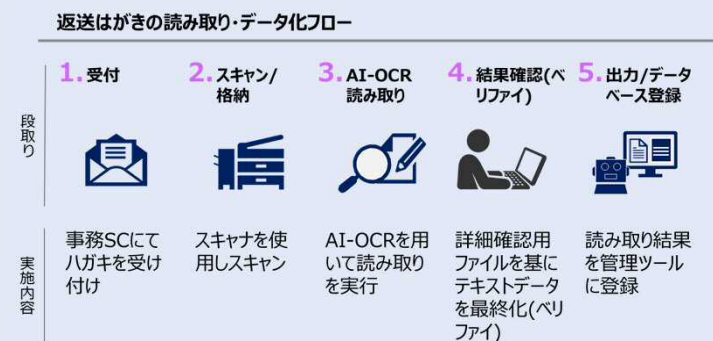 返送はがきの読み取り・データ化フロー
段取り
1. 受付
2. スキャン/
格納
3. AI-OCR
読み取り
4. 結果確認(ベ
リファイ)
5. 出力/データ
ベース登録
実施内容
事務SCにて
ハガキを受け
付け
スキャナを使
用しスキャン
AI-OCRを用
いて読み取り
を実行
詳細確認用
ファイルを基に
テキストデータ
を最終化(ベリ
ファイ)
読み取り結果
を管理ツール
に登録